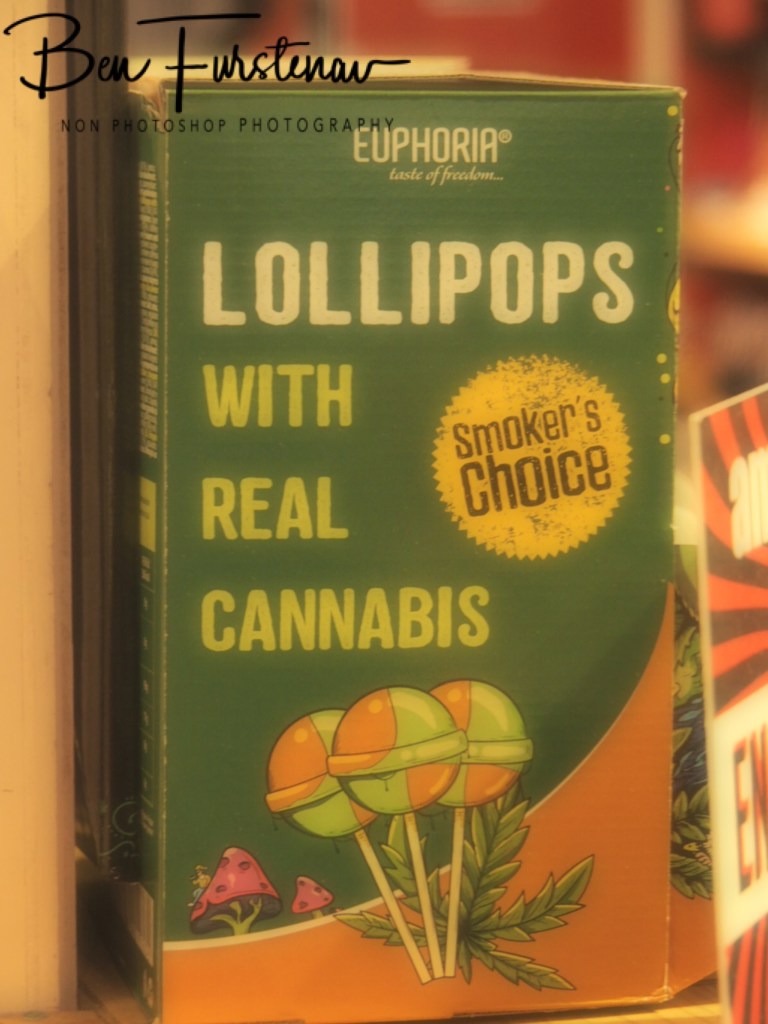 Ben Furstenau
NON PHOTOSHOP PHOTOGRAPHY
EUPHORIA®
taste of freedom...
LOLLIPOPS
WITH
REAL
CANNABIS
Smoker's
Choice